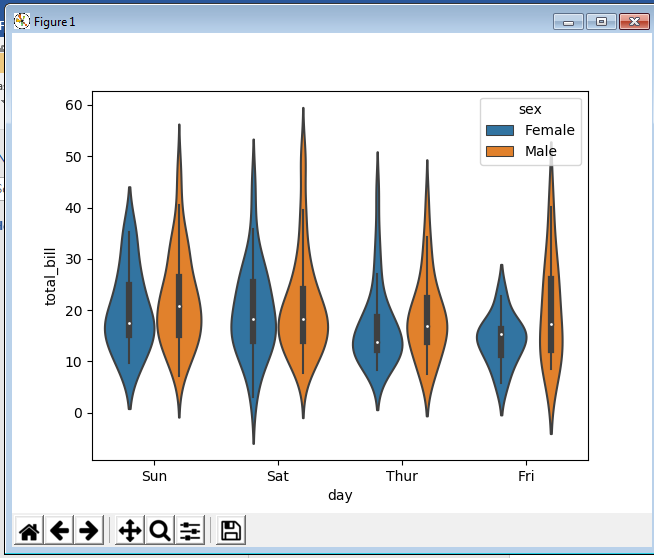 Figure 1
sex
Female
Male
60
50
40
30
20
10
0
total_bill
Sun Sat Thur Fri
day